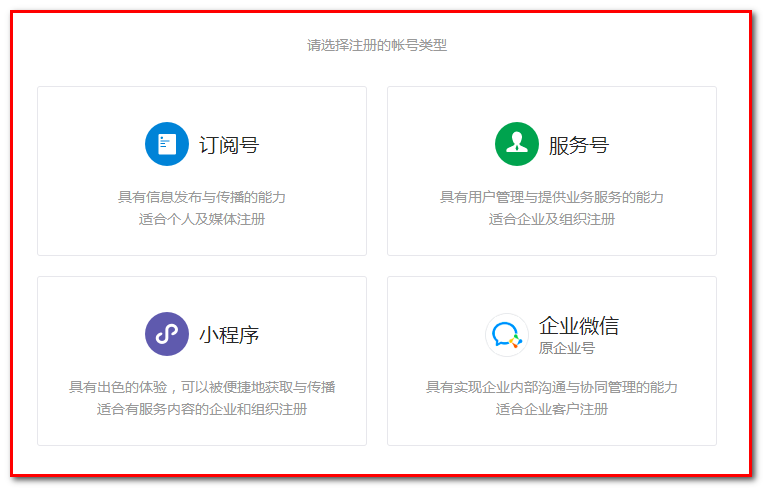 请选择注册的帐号类型
订阅号
具有信息发布与传播的能力
适合个人及媒体注册
服务号
具有用户管理与提供业务服务的能力
适合企业及组织注册
小程序
具有出色的体验，可以被便捷地获取与传播
适合有服务内容的企业和组织注册
企业微信
原企业号
具有实现企业内部沟通与协同管理的能力
适合企业客户注册